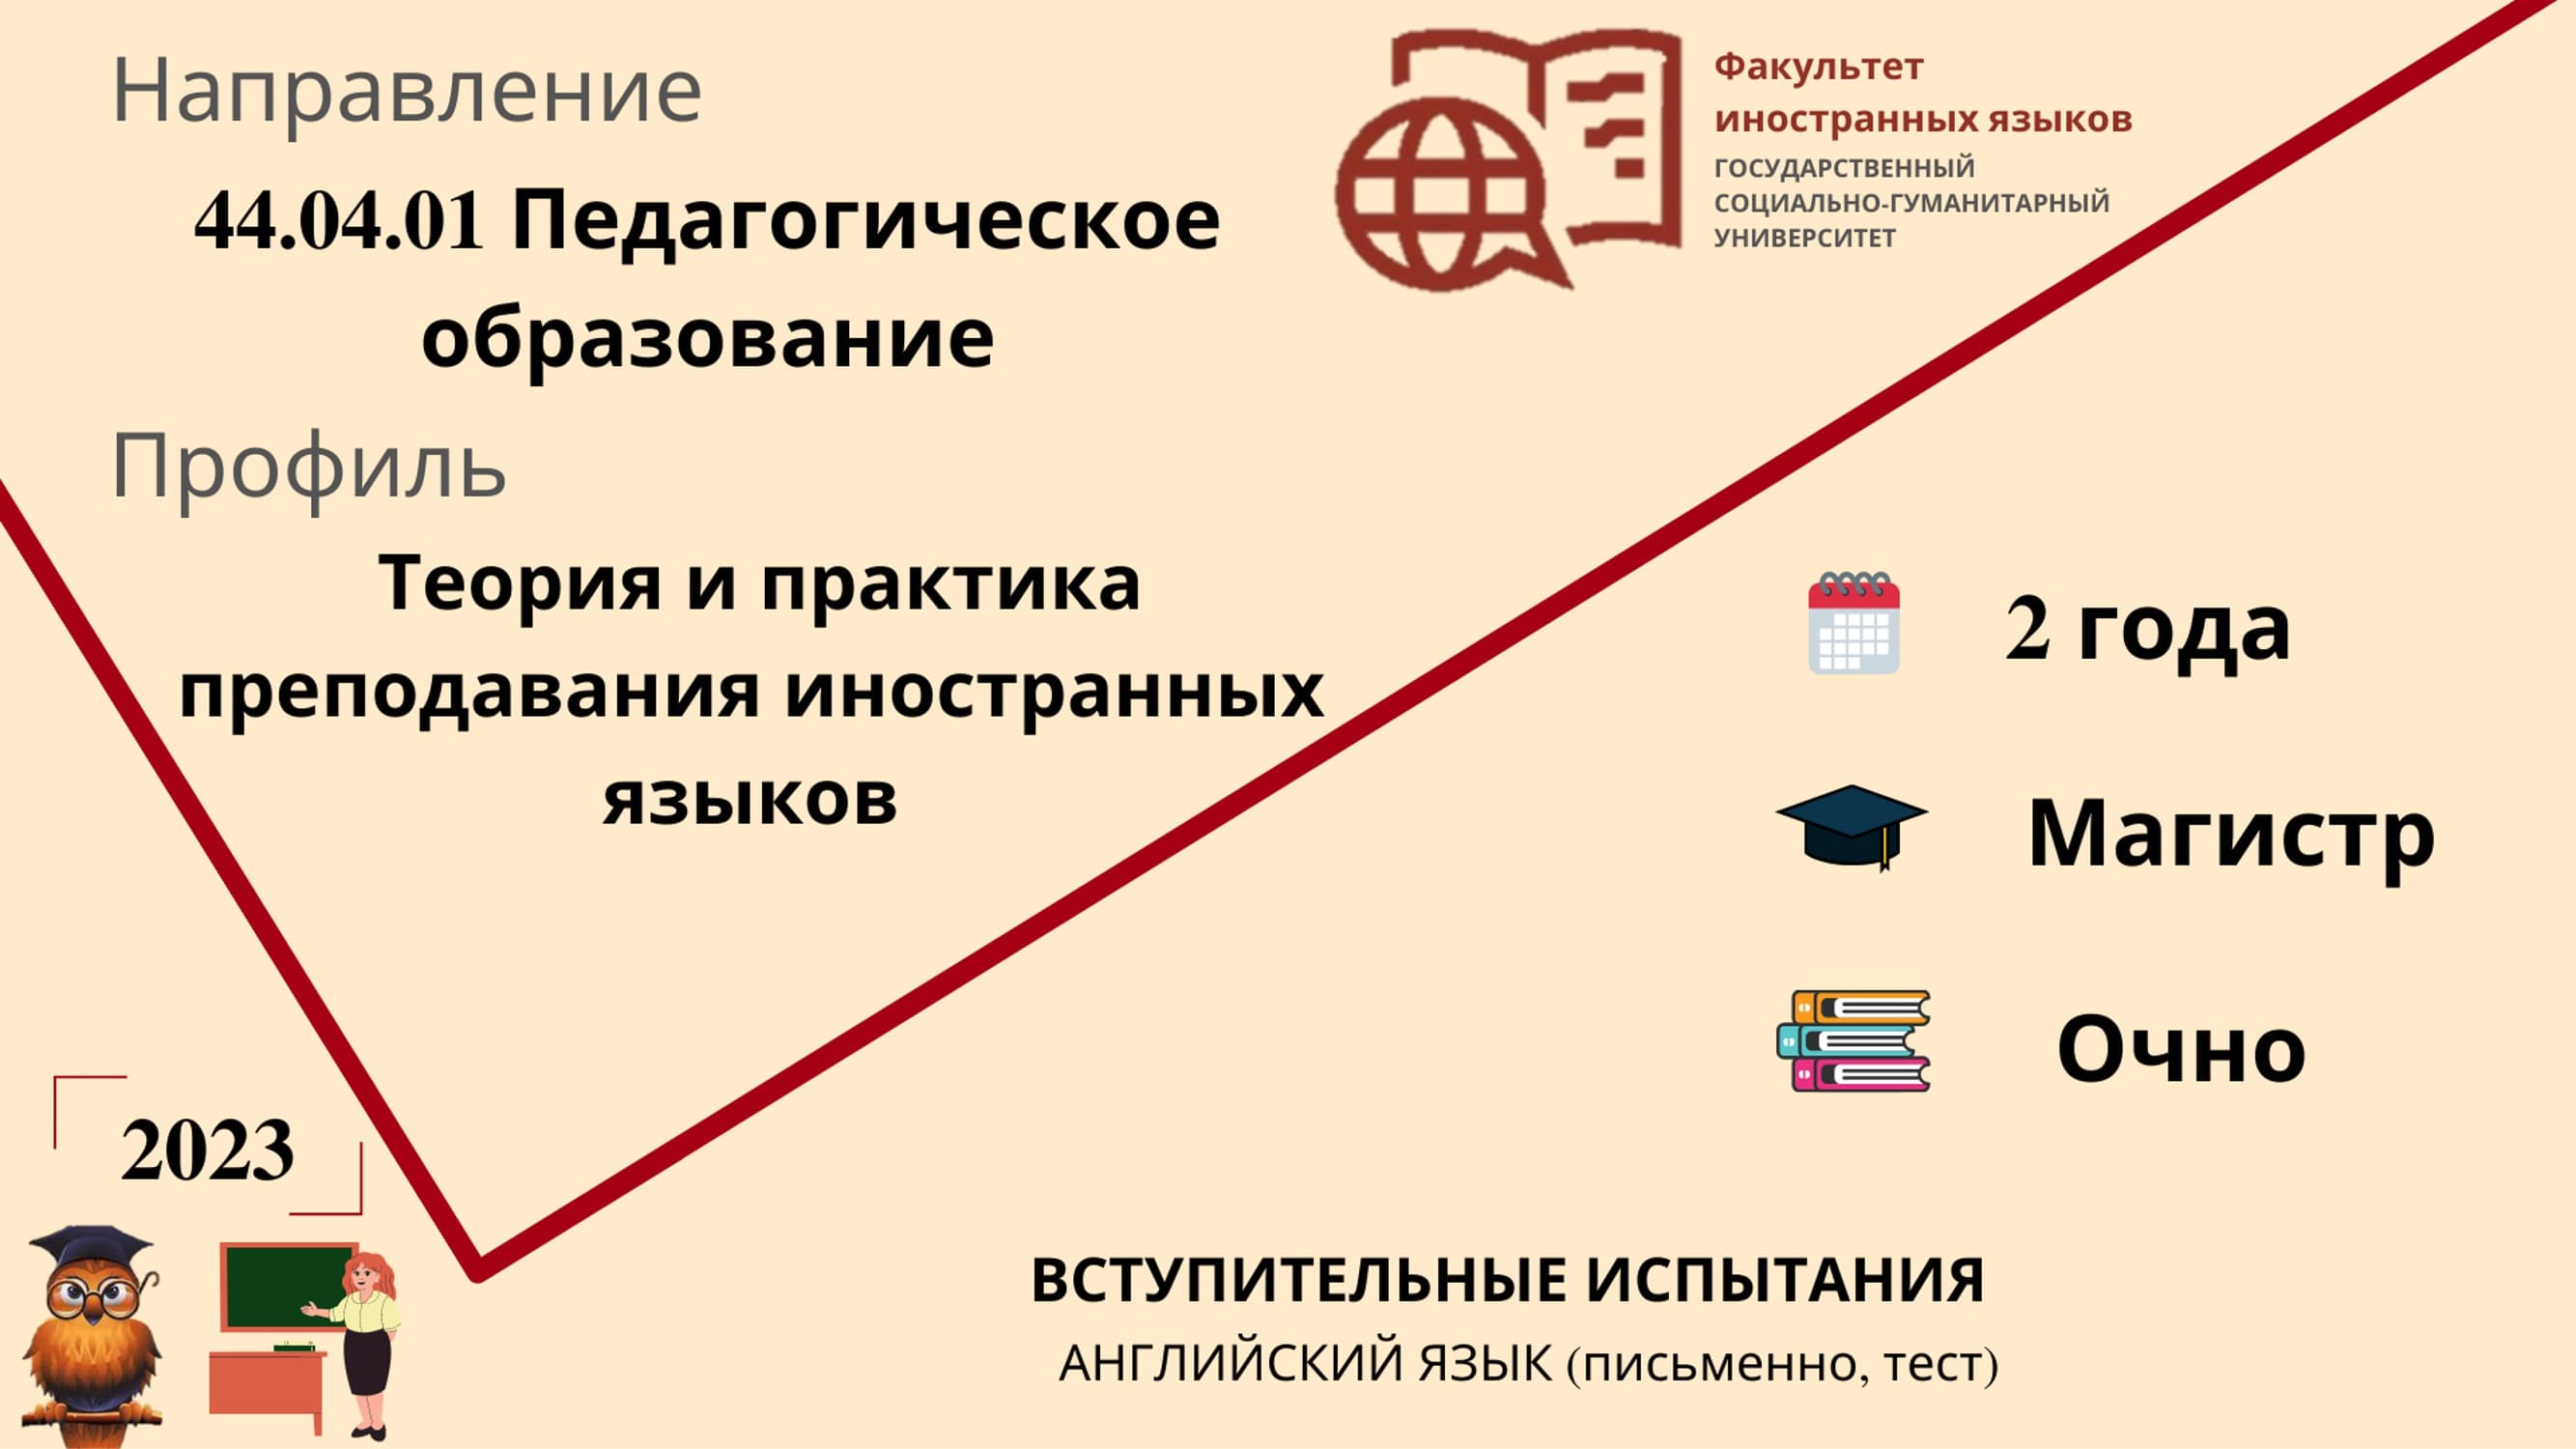 Направление
44.04.01 Педагогическое
образование
Профиль
Теория и практика
преподавания иностранных
языков
Факультет
иностранных языков
ГОСУДАРСТВЕННЫЙ
СОЦИАЛЬНО-ГУМАНИТАРНЫЙ
УНИВЕРСИТЕТ
2 года
Магистр
Очно
2023
ВСТУПИТЕЛЬНЫЕ ИСПЫТАНИЯ
АНГЛИЙСКИЙ ЯЗЫК (письменно, тест)